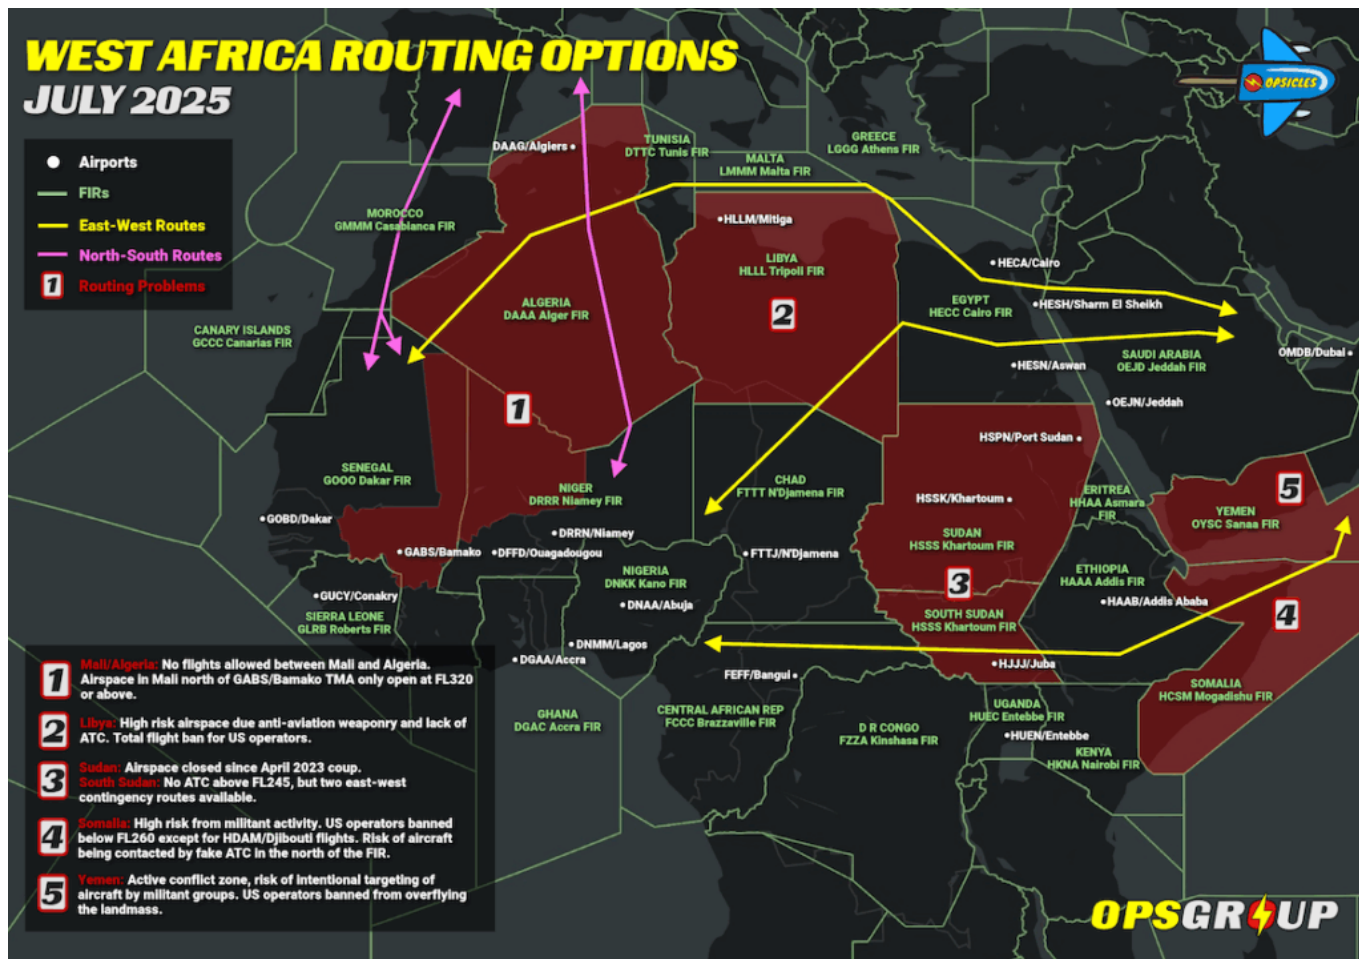 WEST AFRICA ROUTING OPTIONS
JULY 2025
OPSICLES
Airports
FIRs
East-West Routes
North-South Routes
1 Routing Problems
DAAG/Algiers
TUNISIA
DTTC Tunis FIR
GREECE
LGGG Athens FIR
MALTA
LMMM Malta FIR
MOROCCO
GMMM Casablanca FIR
HLLM/Mitiga
LIBYA
HLLL Tripoli FIR
2
HECA/Cairo
HESH/Sharm El Sheikh
EGYPT
HECC Cairo FIR
ALGERIA
DAAA Alger FIR
CANARY ISLANDS
GCCC Canarias FIR
HESN/Aswan
SAUDI ARABIA
OEJD Jeddah FIR
OMDB/Dubai
OEJN/Jeddah
1
HSPN/Port Sudan
SENEGAL
GOOO Dakar FIR
NIGER
DRRR Niamey FIR
CHAD
FTTT N'Djamena FIR
HSSK/Khartoum
ERITREA
HHAA Asmara
FIR
5
YEMEN
OYSC Sanaa FIR
GOBD/Dakar
DRRN/Niamey
SUDAN
HSSS Khartoum FIR
GABS/Bamako
DFFD/Ouagadougou
FTTJ/N'Djamena
NIGERIA
DNKK Kano FIR
3
ETHIOPIA
HAAA Addis FIR
GUCY/Conakry
DNAA/Abuja
HAAB/Addis Ababa
4
SIERRA LEONE
GLRB Roberts FIR
SOUTH SUDAN
HSSS Khartoum FIR
DNMM/Lagos
DGAA/Accra
FEFF/Bangui
HJJJ/Juba
SOMALIA
HCSM Mogadishu FIR
GHANA
DGAC Accra FIR
CENTRAL AFRICAN REP
FCCC Brazzaville FIR
D R CONGO
FZZA Kinshasa FIR
UGANDA
HUEC Entebbe FIR
HUEN/Entebbe
KENYA
HKNA Nairobi FIR
1 Mali/Algeria: No flights allowed between Mali and Algeria.
Airspace in Mali north of GABS/Bamako TMA only open at FL320
or above.
2 Libya: High risk airspace due anti-aviation weaponry and lack of
ATC. Total flight ban for US operators.
3 Sudan: Airspace closed since April 2023 coup.
South Sudan: No ATC above FL245, but two east-west
contingency routes available.
4 Somalia: High risk from militant activity. US operators banned
below FL260 except for HDAM/Djibouti flights. Risk of aircraft
being contacted by fake ATC in the north of the FIR.
5 Yemen: Active conflict zone, risk of intentional targeting of
aircraft by militant groups. US operators banned from overflying
the landmass.
OPSGROUP